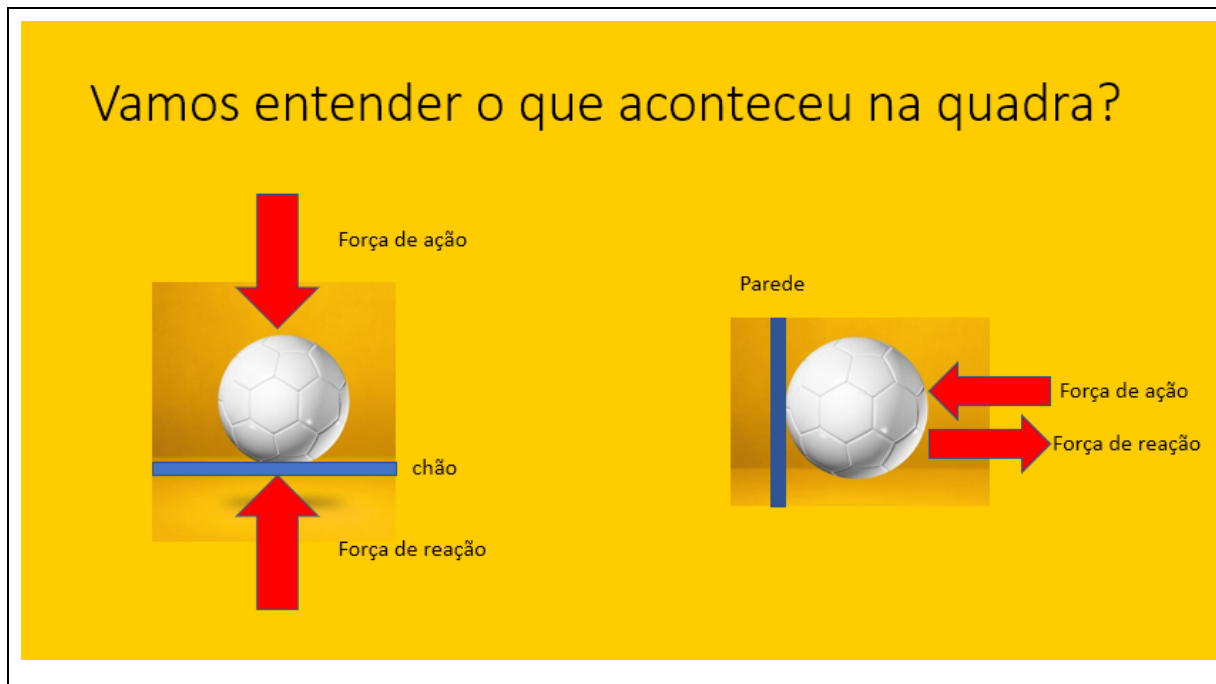 Vamos entender o que aconteceu na quadra?
Força de ação
chão
Força de reação
Parede
Força de ação
Força de reação